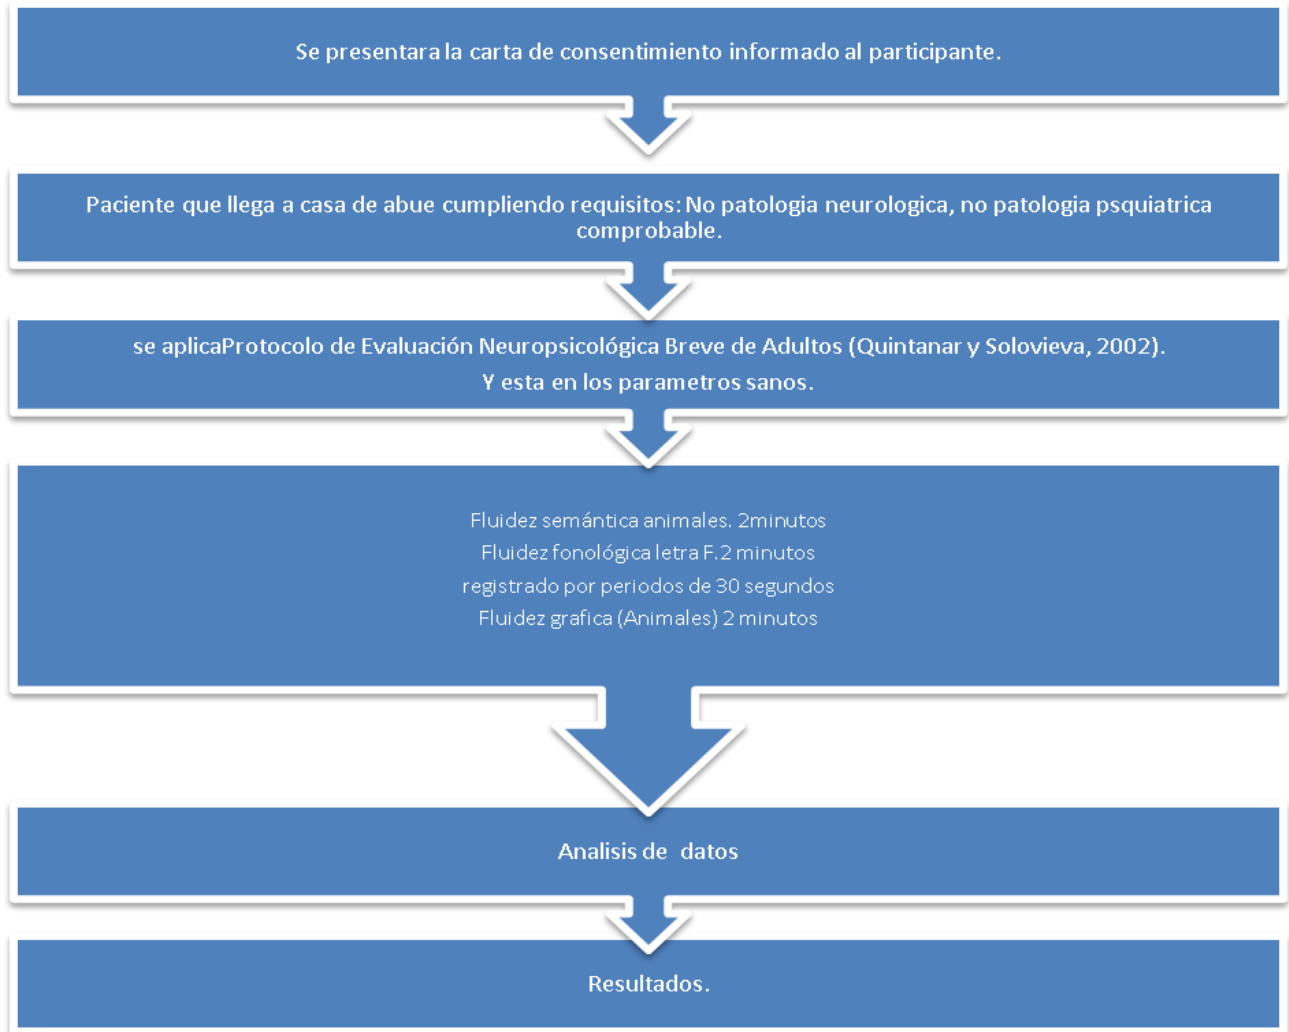 Se presentara la carta de consentimiento informado al participante.
Paciente que llega a casa de abue cumpliendo requisitos: No patologia neurologica, no patologia psquiatrica
comprobable.
se aplicaProtocolo de Evaluación Neuropsicológica Breve de Adultos (Quintanar y Solovieva, 2002).
Y esta en los parametros sanos.
Fluidez semántica animales. 2minutos
Fluidez fonológica letra F.2 minutos
registrado por periodos de 30 segundos
Fluidez grafica (Animales) 2 minutos
Analisis de  datos
Resultados.